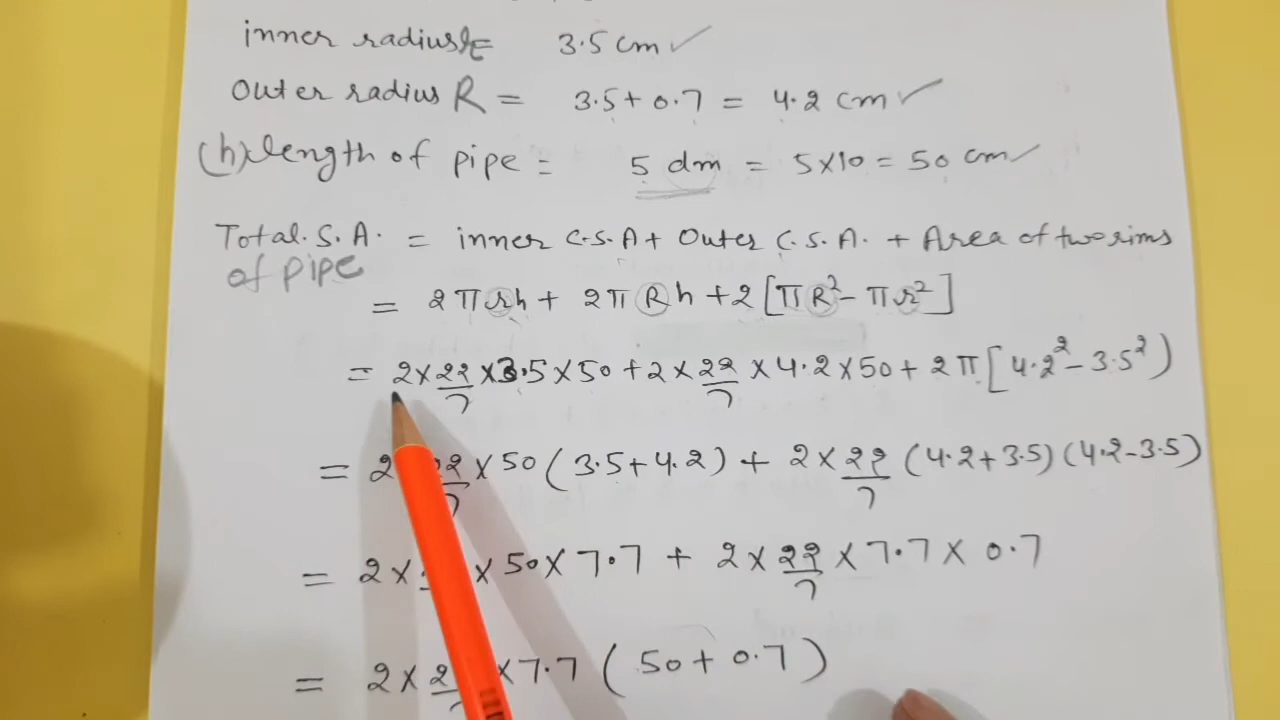 inner radius r = 3.5 cm ✓
Outer radius R = 3.5 + 0.7 = 4.2 cm ✓
(h) length of pipe = 5 dm = 5×10 = 50 cm ✓
Total. S. A. = inner C.S.A + Outer C.S.A. + Area of two rims
of pipe
= 2πrh + 2πRh + 2[πR² - πr²]
= 2×22/7×3.5×50 + 2×22/7×4.2×50 + 2π[4.2² - 3.5²)
= 2 22/7 × 50 (3.5+4.2) + 2×22/7 (4.2+3.5) (4.2-3.5)
= 2× × 50×7.7 + 2×22/7×7.7×0.7
= 2×2 ×7.7 (50+0.7)